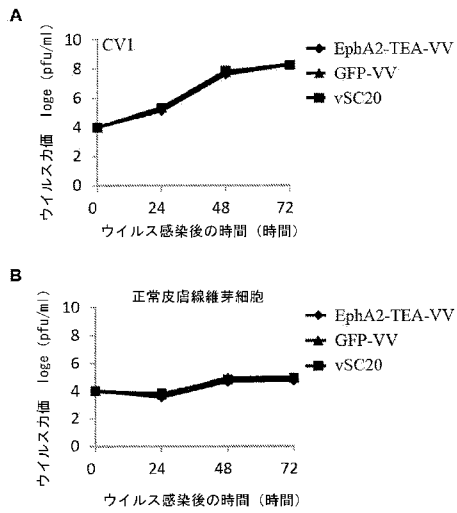 A
CV1
ウイルス力価 loge (pfu/ml)
10
8
6
4
2
0
0 24 48 72
ウイルス感染後の時間（時間）
EphA2-TEA-VV
GFP-VV
vSC20
B
正常皮膚線維芽細胞
ウイルス力価 loge (pfu/ml)
10
8
6
4
2
0
0 24 48 72
ウイルス感染後の時間（時間）
EphA2-TEA-VV
GFP-VV
vSC20